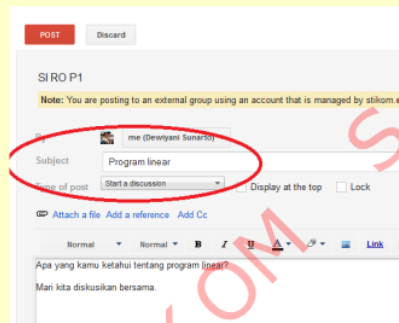 POST Discard
SI RO P1
Note: You are posting to an external group using an account that is managed by stikom.e
By me (Dewiyani Sunarto)
Subject Program linear
Type of post Start a discussion Display at the top Lock
Attach a file Add a reference Add Cc
Normal Normal B I U A Link
Apa yang kamu ketahui tentang program linear?
Mari kita diskusikan bersama.